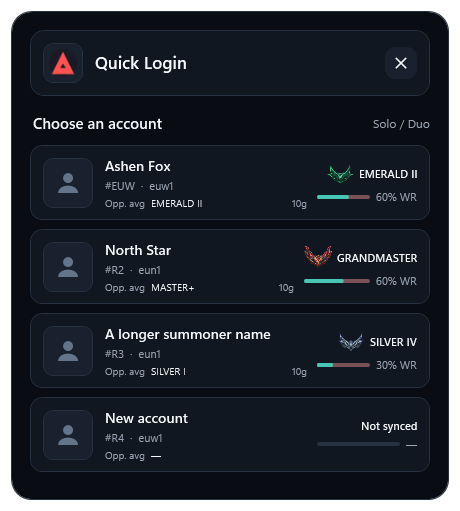 Quick Login
Choose an account
Solo / Duo
Ashen Fox
EMERALD II
#EUW · euw1
60% WR
Opp. avg EMERALD II
10g
North Star
GRANDMASTER
#R2 · eun1
60% WR
Opp. avg MASTER+
10g
A longer summoner name
SILVER IV
#R3 · eun1
30% WR
Opp. avg SILVER I
10g
New account
Not synced
#R4 · euw1
—
Opp. avg —